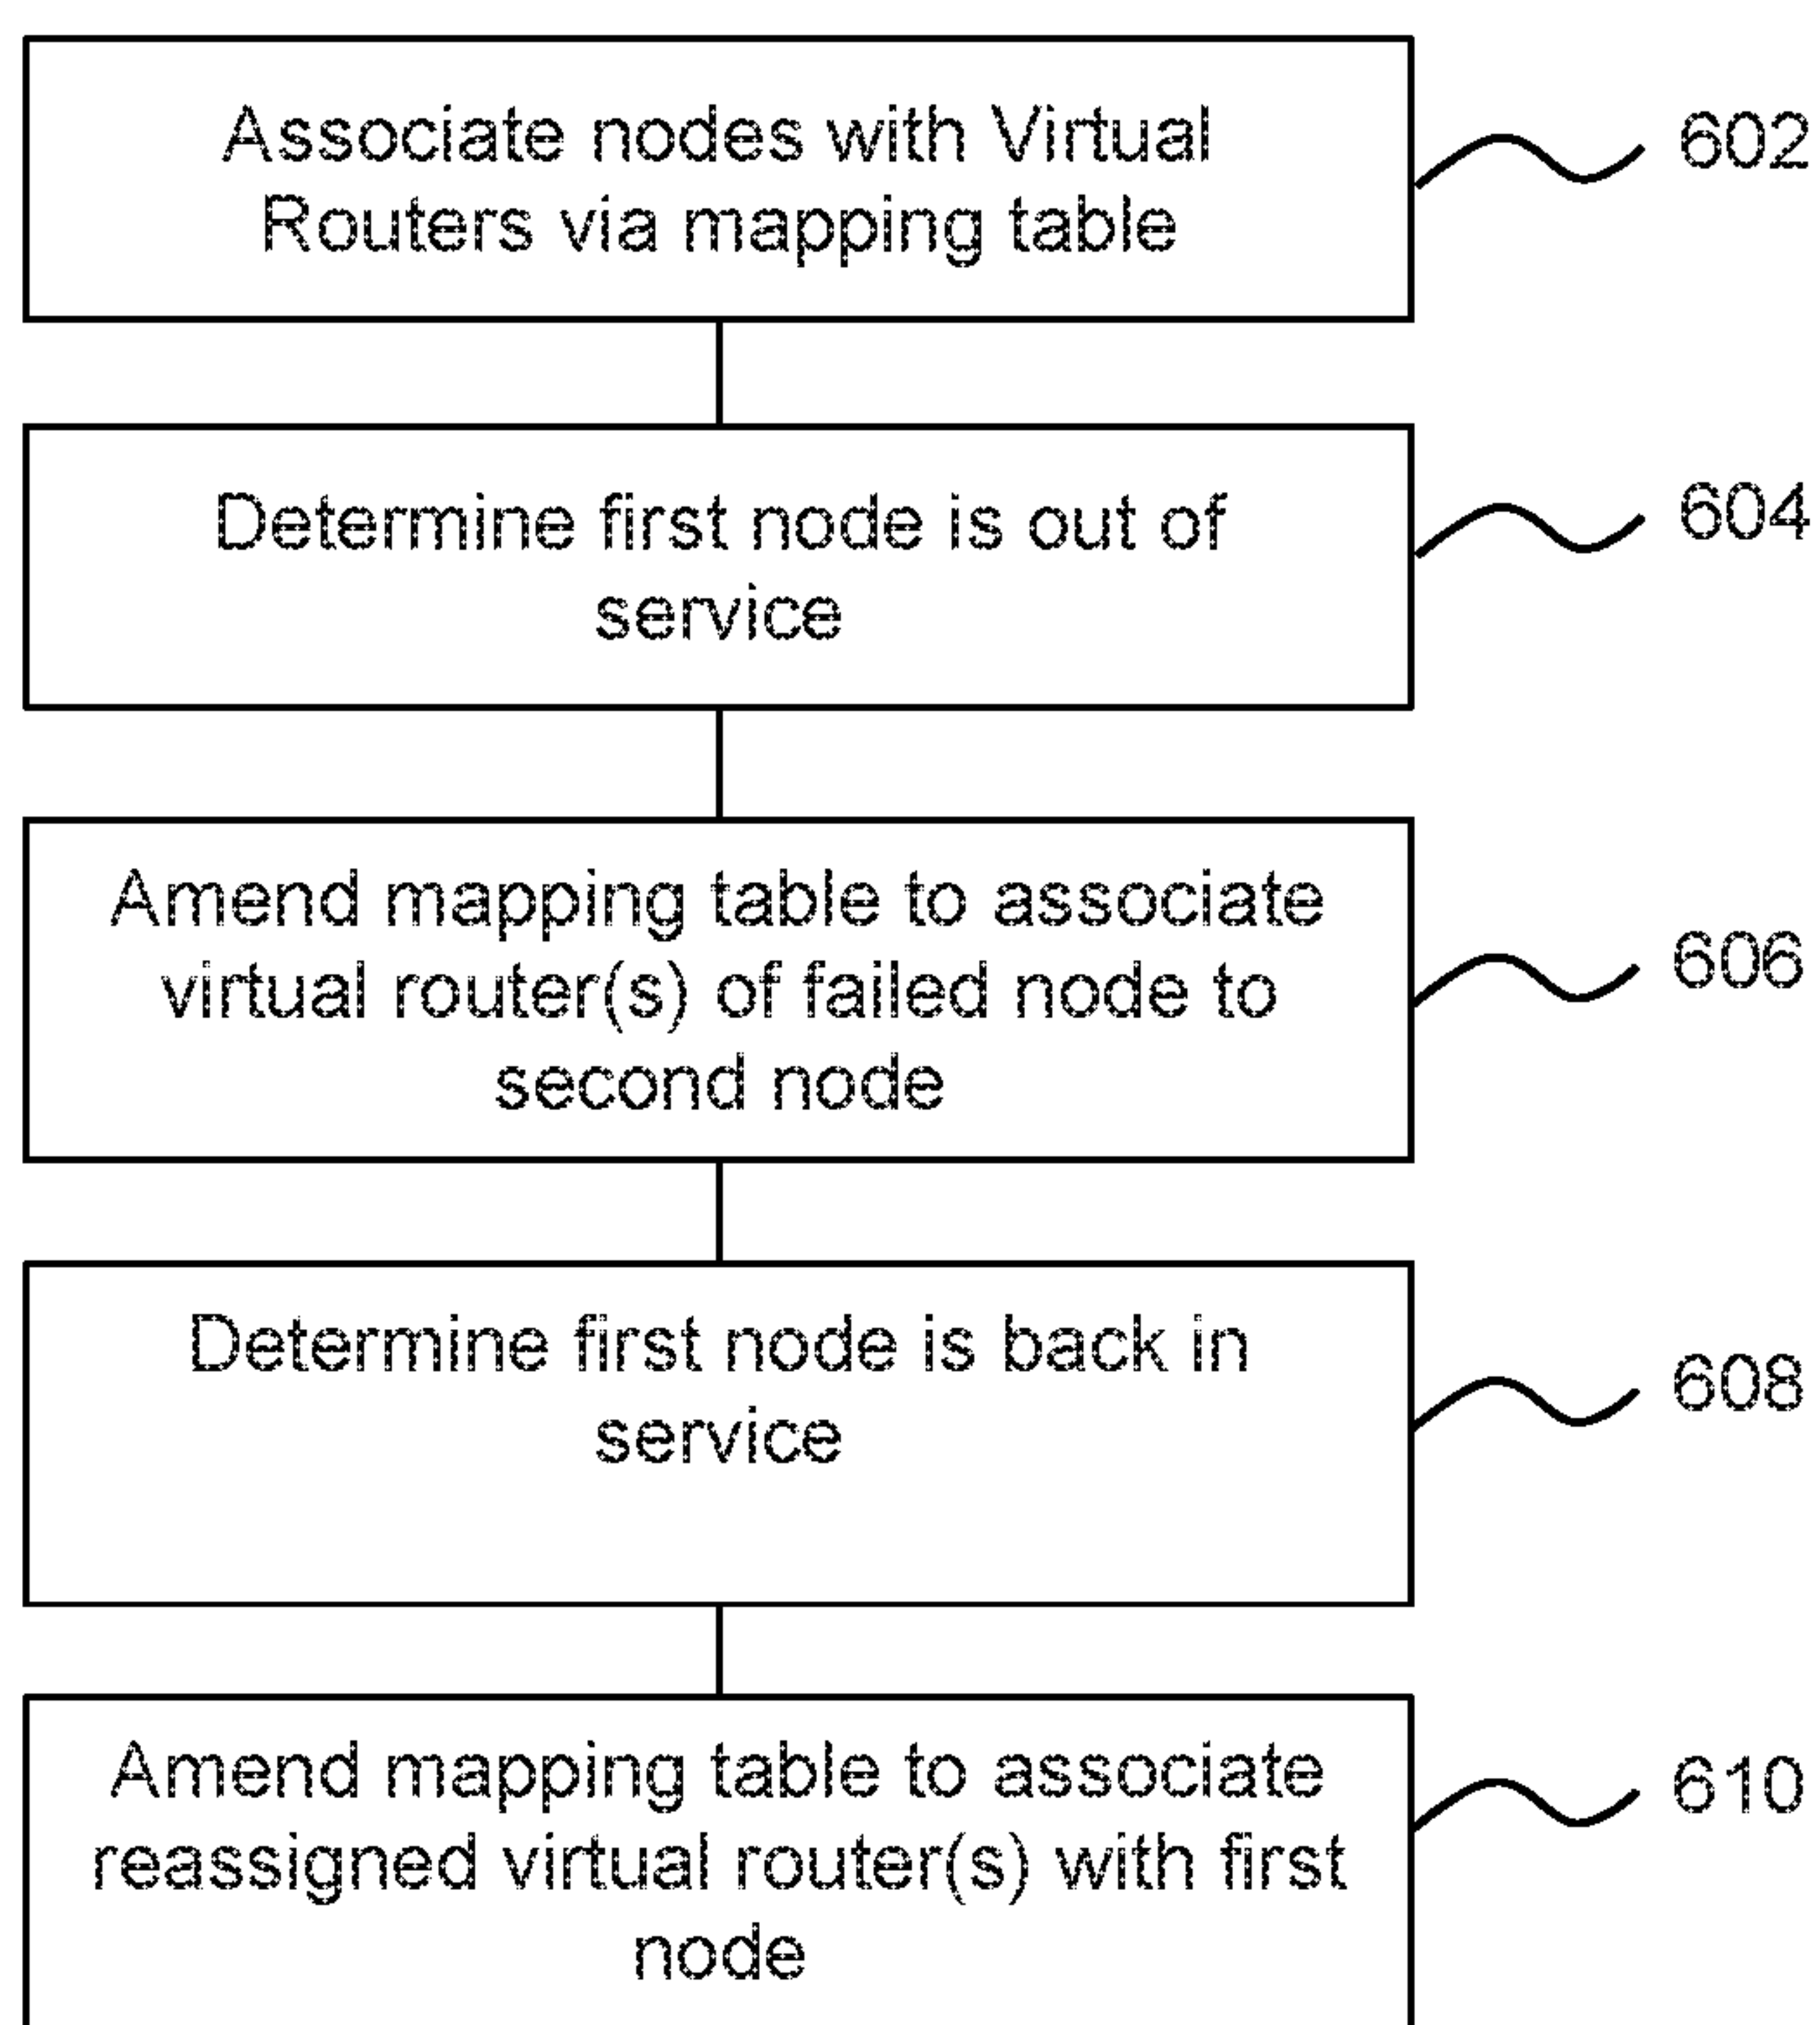 Associate nodes with Virtual
Routers via mapping table
602
Determine first node is out of
service
604
Amend mapping table to associate
virtual router(s) of failed node to
second node
606
Determine first node is back in
service
608
Amend mapping table to associate
reassigned virtual router(s) with first
node
610